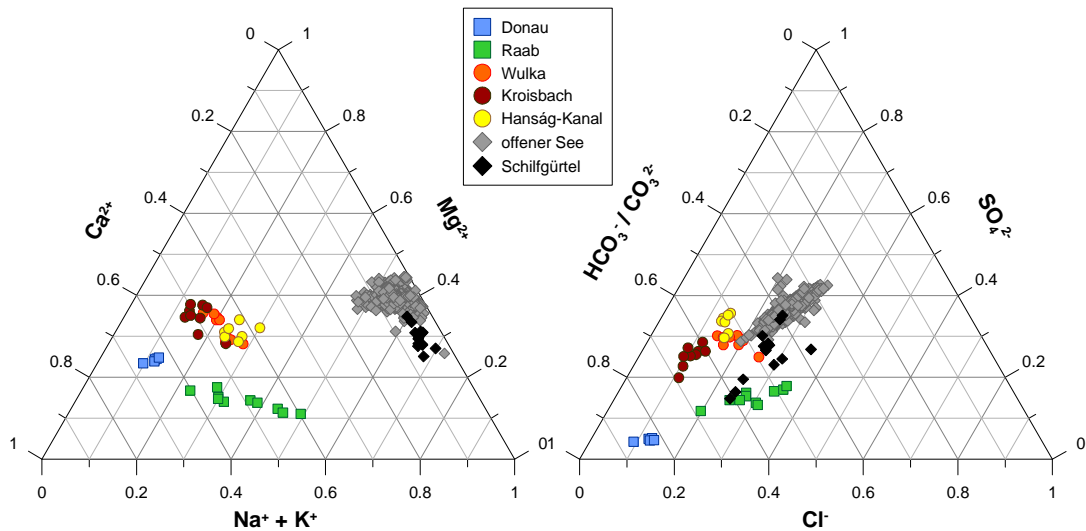 Donau
Raab
Wulka
Kroisbach
Hanság-Kanal
offener See
Schilfgürtel
0 1
0.2 0.8
0.4 0.6
0.6 0.4
0.8 0.2
1 0
Ca²⁺
Mg²⁺
0 0.2 0.4 0.6 0.8 1
Na⁺ + K⁺
0 1
0.2 0.8
0.4 0.6
0.6 0.4
0.8 0.2
1 0
HCO₃⁻ / CO₃²⁻
SO₄²⁻
0 0.2 0.4 0.6 0.8 1
Cl⁻